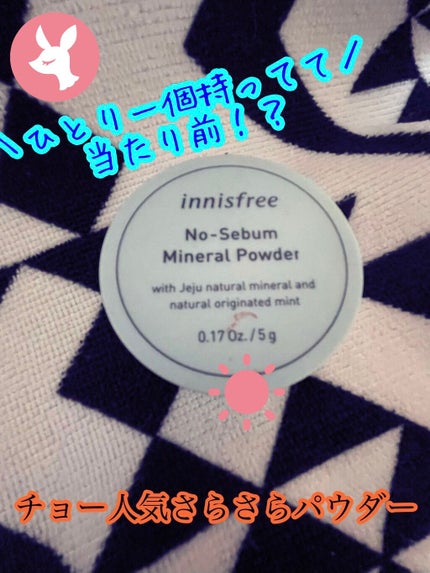 \ひとり一個持ってて/
当たり前！？
innisfree
No-Sebum
Mineral Powder
with Jeju natural mineral and
natural originated mint
0.17 Oz. / 5 g
チョー人気さらさらパウダー